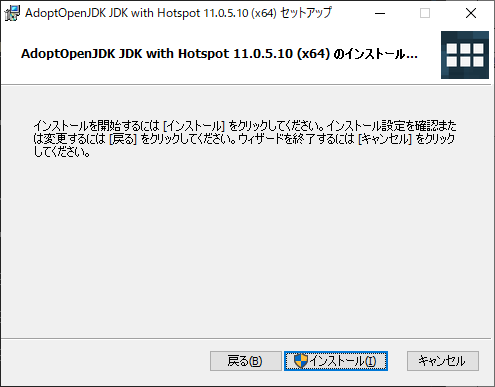 AdoptOpenJDK JDK with Hotspot 11.0.5.10 (x64) セットアップ
AdoptOpenJDK JDK with Hotspot 11.0.5.10 (x64) のインストール...
インストールを開始するには [インストール] をクリックしてください。インストール設定を確認また
は変更するには [戻る] をクリックしてください。ウィザードを終了するには [キャンセル] をクリック
してください。
戻る(B)
インストール(I)
キャンセル